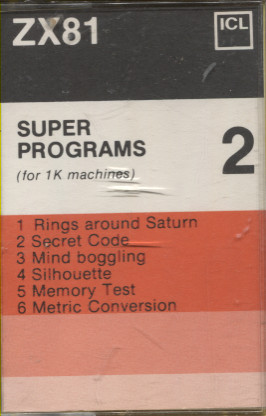 ZX81
ICL
SUPER
PROGRAMS
2
(for 1K machines)
1 Rings around Saturn
2 Secret Code
3 Mind boggling
4 Silhouette
5 Memory Test
6 Metric Conversion